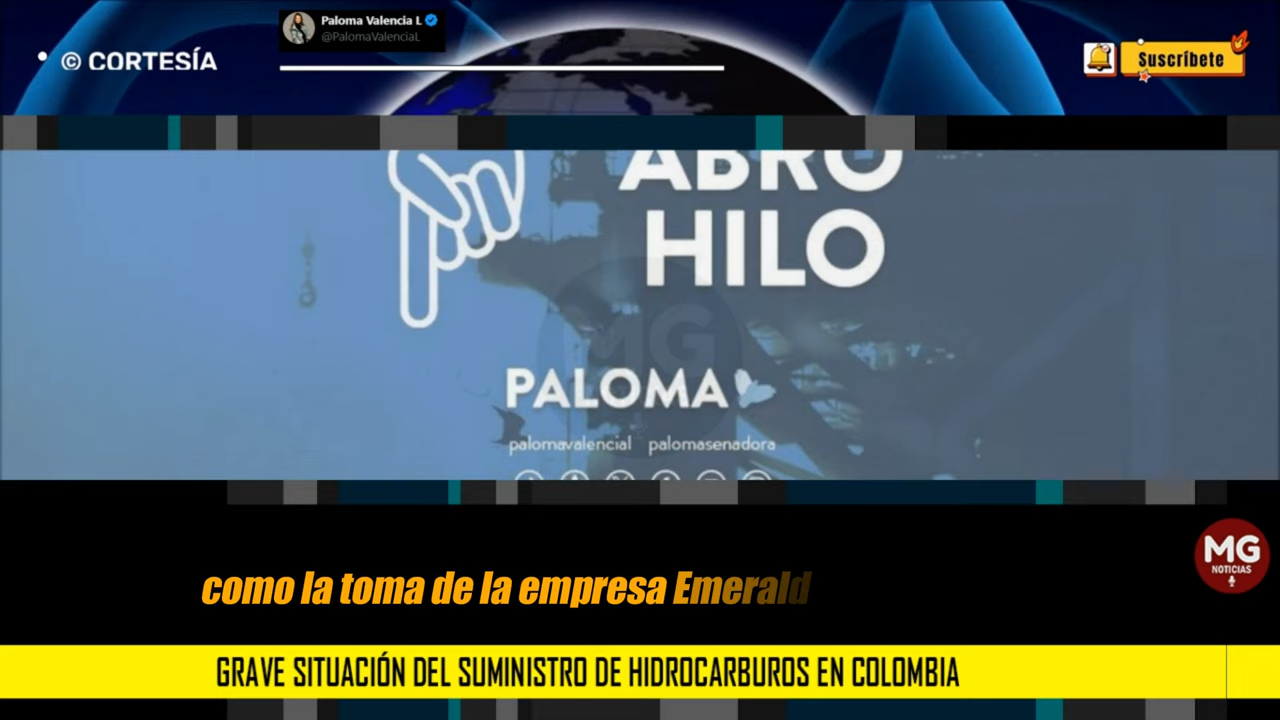 Paloma Valencia L
@PalomaValenciaL
© CORTESÍA
Suscríbete
ABRO
HILO
MG
PALOMA
palomavalencial palomasenadora
MG
NOTICIAS
como la toma de la empresa Emerald
GRAVE SITUACIÓN DEL SUMINISTRO DE HIDROCARBUROS EN COLOMBIA